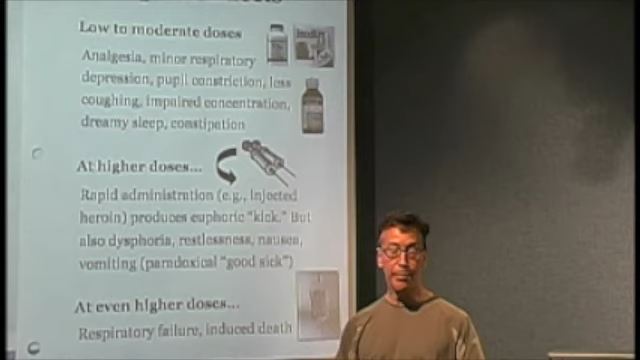 Low to moderate doses
Analgesia, minor respiratory
depression, pupil constriction, loss
coughing, impaired concentration,
dreamy sleep, constipation
At higher doses...
Rapid administration (e.g., injected
heroin) produces euphoric "kick." But
also dysphoria, restlessness, nausea,
vomiting (paradoxical "good sick")
At even higher doses...
Respiratory failure, induced death